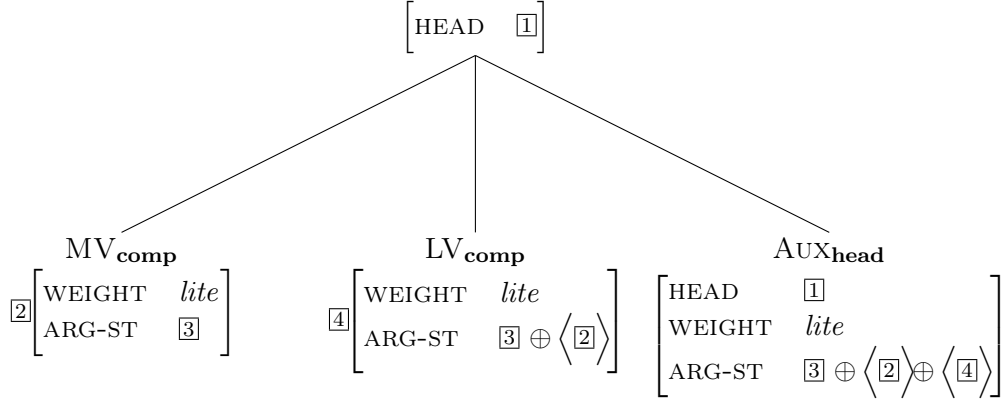 [HEAD 1]
MVcomp LVcomp AUXhead
2[WEIGHT lite
ARG-ST 3]
4[WEIGHT lite
ARG-ST 3 ⊕ ⟨2⟩]
[HEAD 1
WEIGHT lite
ARG-ST 3 ⊕ ⟨2⟩ ⊕ ⟨4⟩]